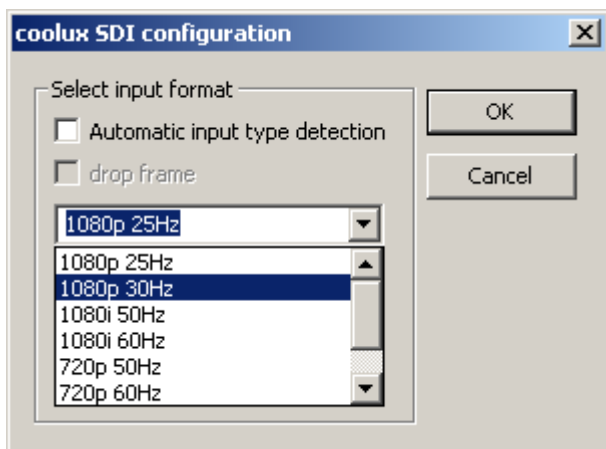 coolux SDI configuration
Select input format
Automatic input type detection
drop frame
1080p 25Hz
1080p 25Hz
1080p 30Hz
1080i 50Hz
1080i 60Hz
720p 50Hz
720p 60Hz
OK
Cancel